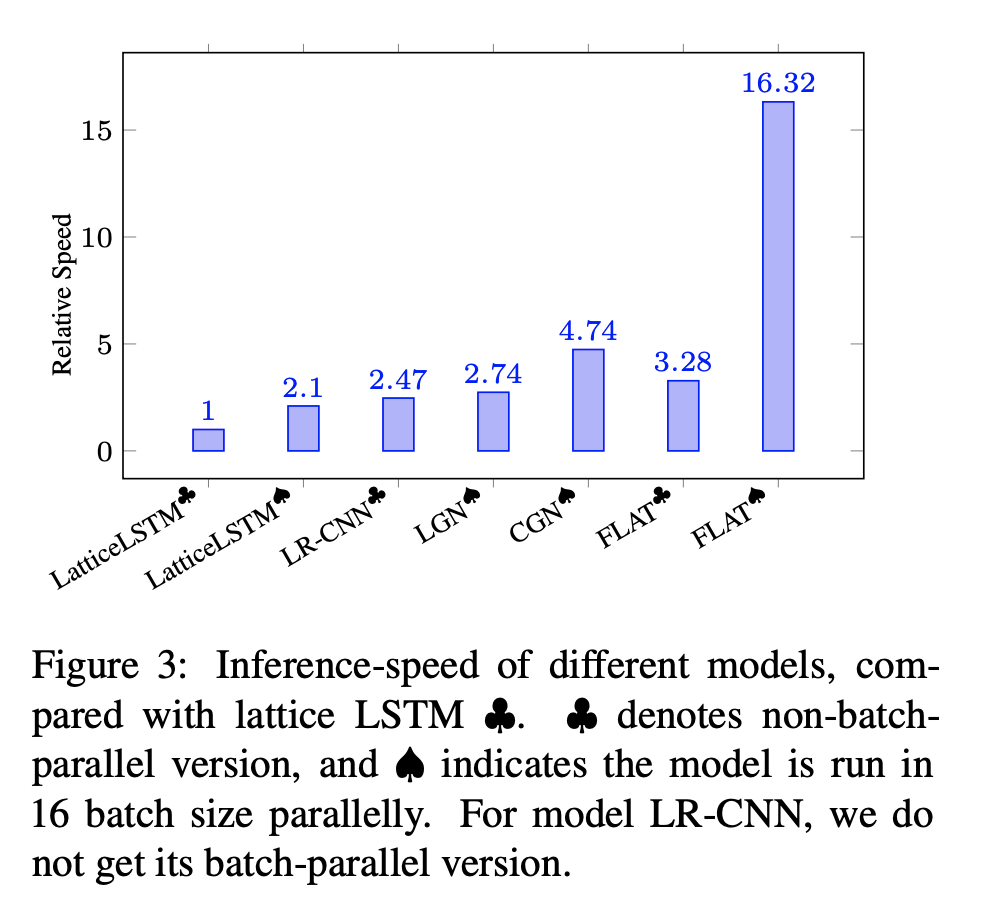 16.32
15
10
5
0
Relative Speed
1
2.1
2.47
2.74
4.74
3.28
LatticeLSTM♣
LatticeLSTM♠
LR-CNN♣
LGN♠
CGN♠
FLAT♣
FLAT♠
Figure 3: Inference-speed of different models, com-
pared with lattice LSTM ♣. ♣ denotes non-batch-
parallel version, and ♠ indicates the model is run in
16 batch size parallelly. For model LR-CNN, we do
not get its batch-parallel version.